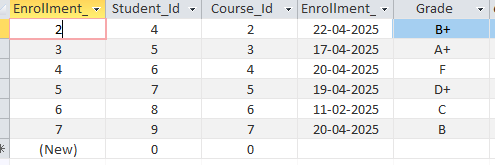 Enrollment_ Student_Id Course_Id Enrollment_ Grade
2 4 2 22-04-2025 B+
3 5 3 17-04-2025 A+
4 6 4 20-04-2025 F
5 7 5 19-04-2025 D+
6 8 6 11-02-2025 C
7 9 7 20-04-2025 B
(New) 0 0